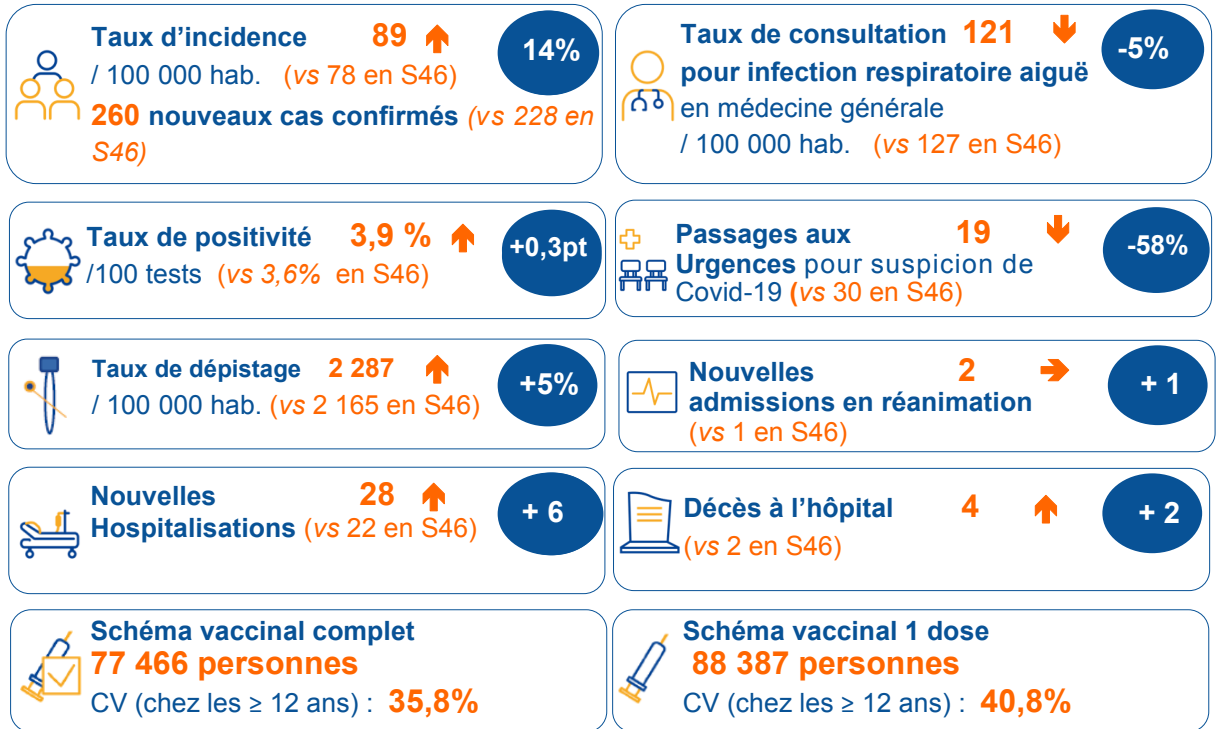 Taux d’incidence 89 14%
/ 100 000 hab. (vs 78 en S46)
260 nouveaux cas confirmés (vs 228 en
S46)
Taux de consultation 121 -5%
pour infection respiratoire aiguë
en médecine générale
/ 100 000 hab. (vs 127 en S46)
Taux de positivité 3,9 % +0,3pt
/100 tests (vs 3,6% en S46)
Passages aux 19 -58%
Urgences pour suspicion de
Covid-19 (vs 30 en S46)
Taux de dépistage 2 287 +5%
/ 100 000 hab. (vs 2 165 en S46)
Nouvelles 2 + 1
admissions en réanimation
(vs 1 en S46)
Nouvelles 28 + 6
Hospitalisations (vs 22 en S46)
Décès à l’hôpital 4 + 2
(vs 2 en S46)
Schéma vaccinal complet
77 466 personnes
CV (chez les ≥ 12 ans) : 35,8%
Schéma vaccinal 1 dose
88 387 personnes
CV (chez les ≥ 12 ans) : 40,8%